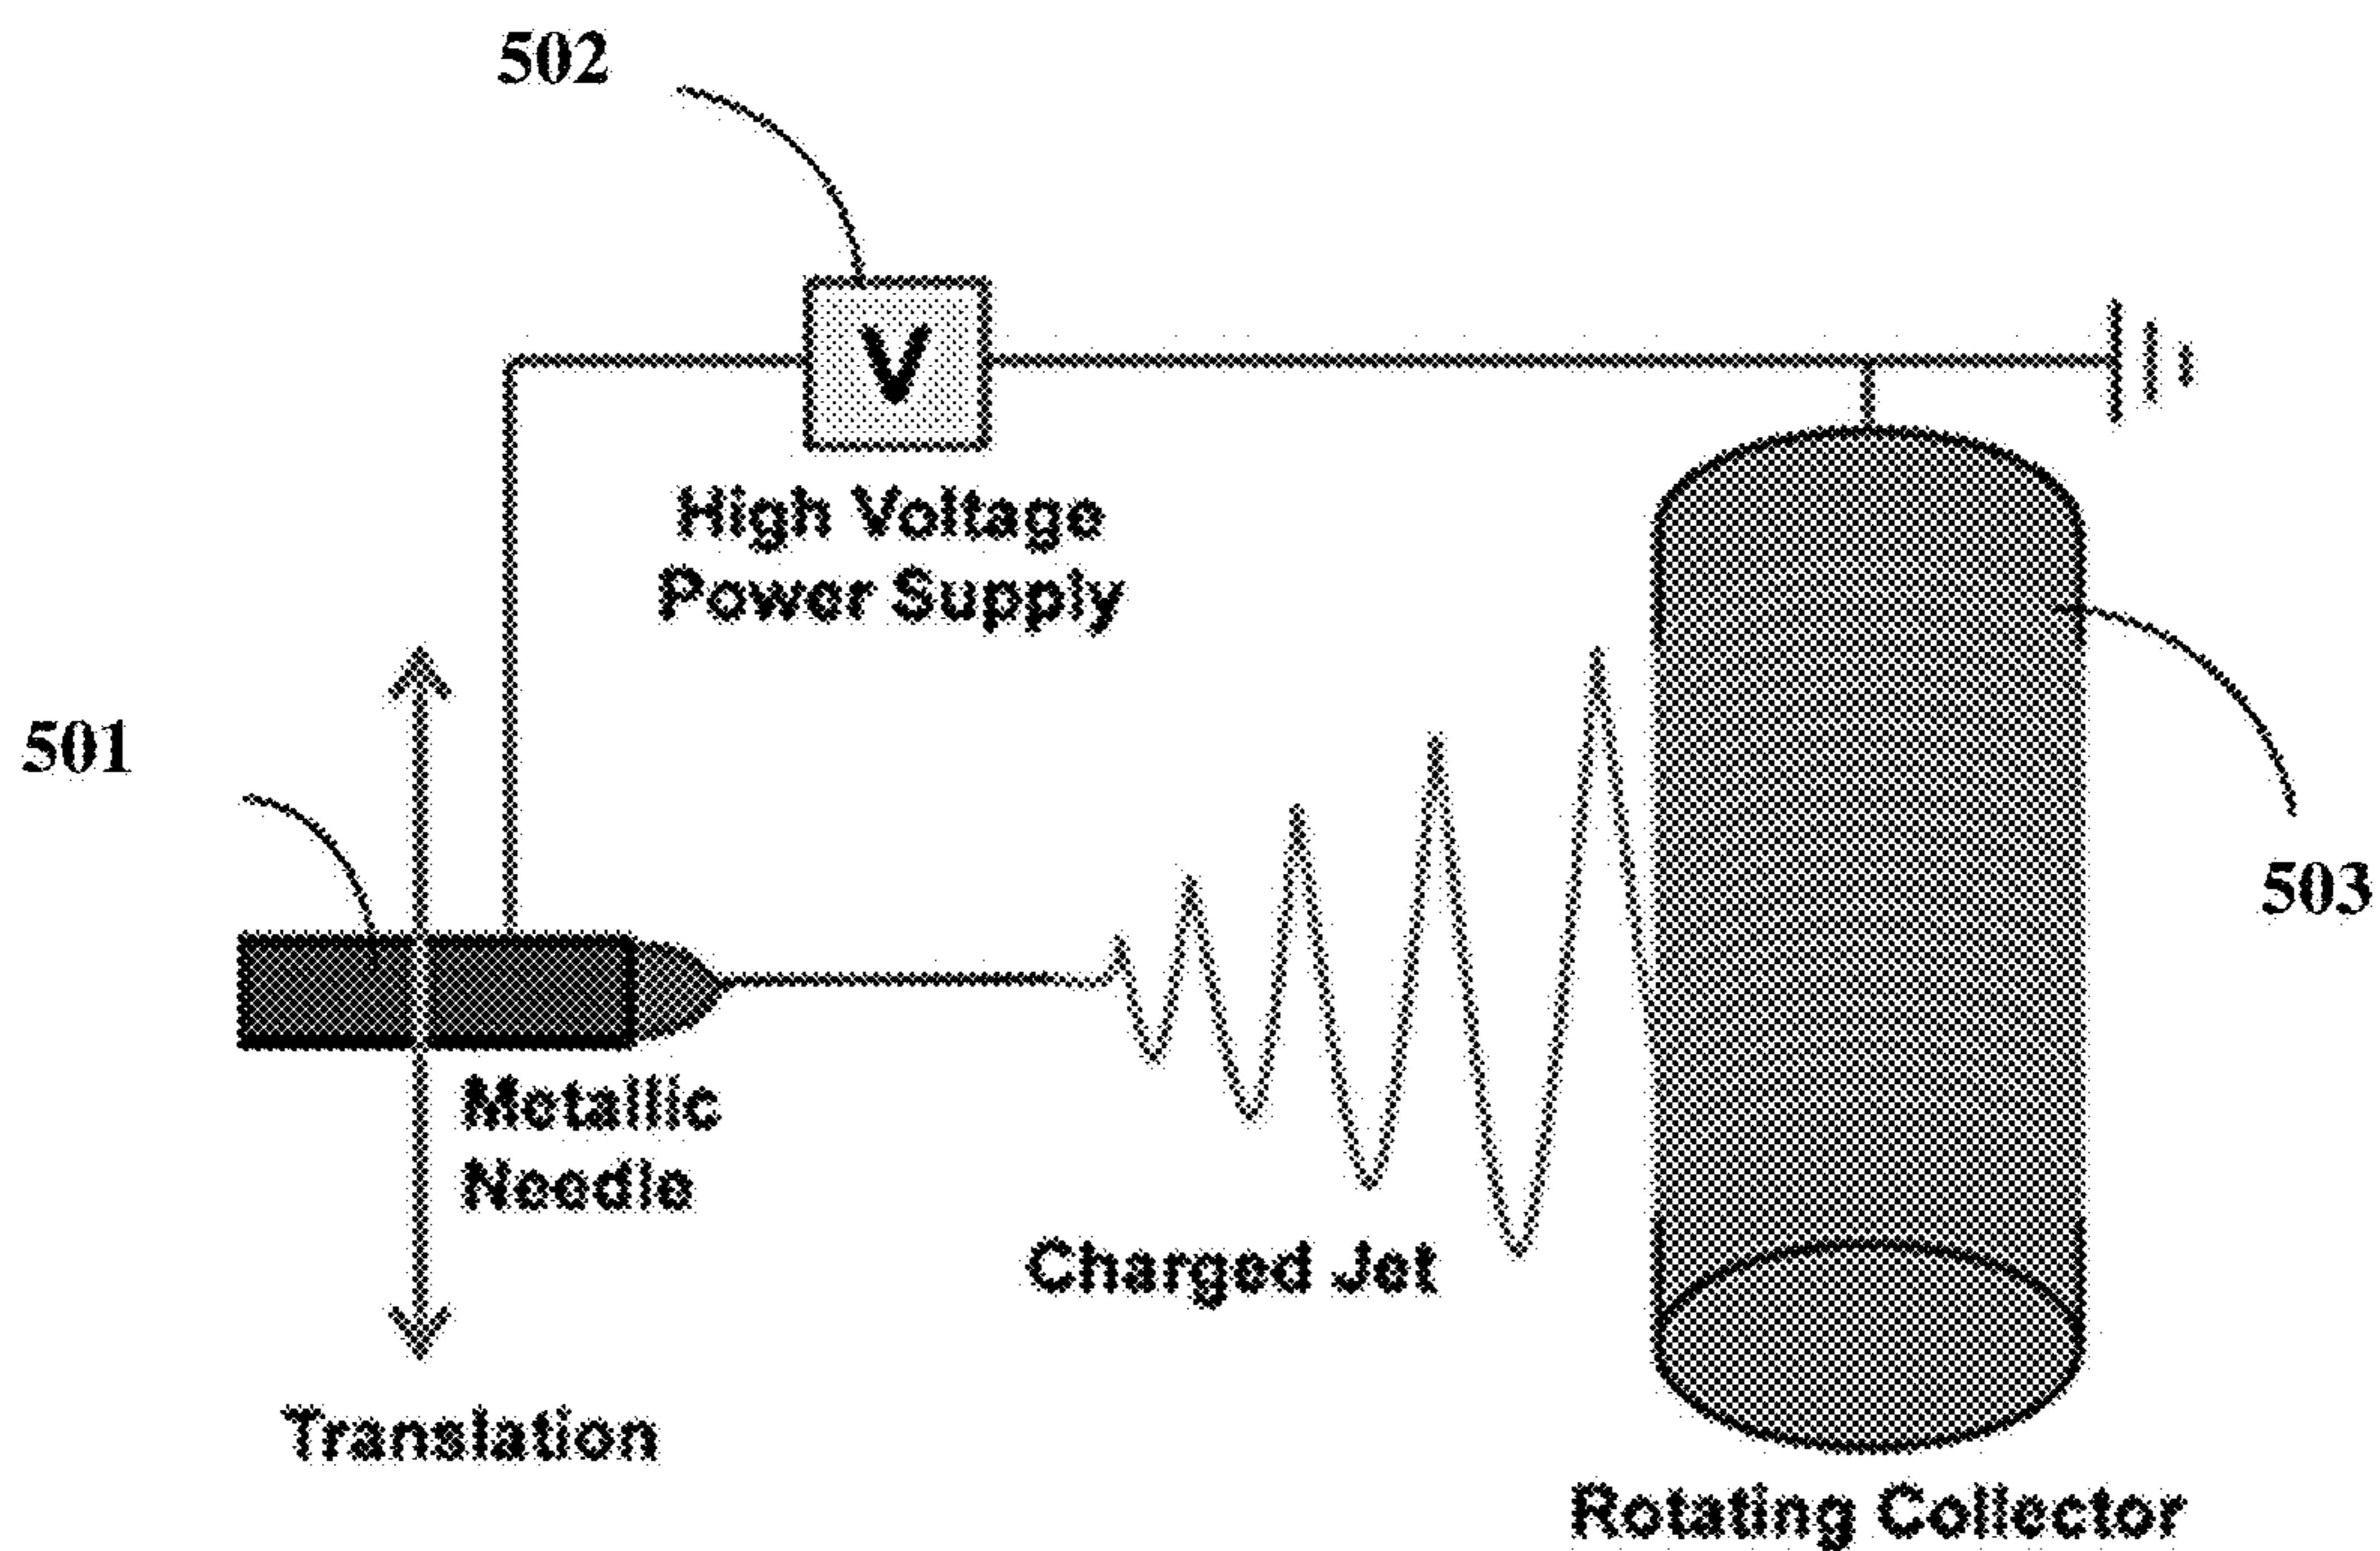 502
V
High Voltage
Power Supply
501
503
Metallic
Needle
Charged Jet
Translation
Rotating Collector